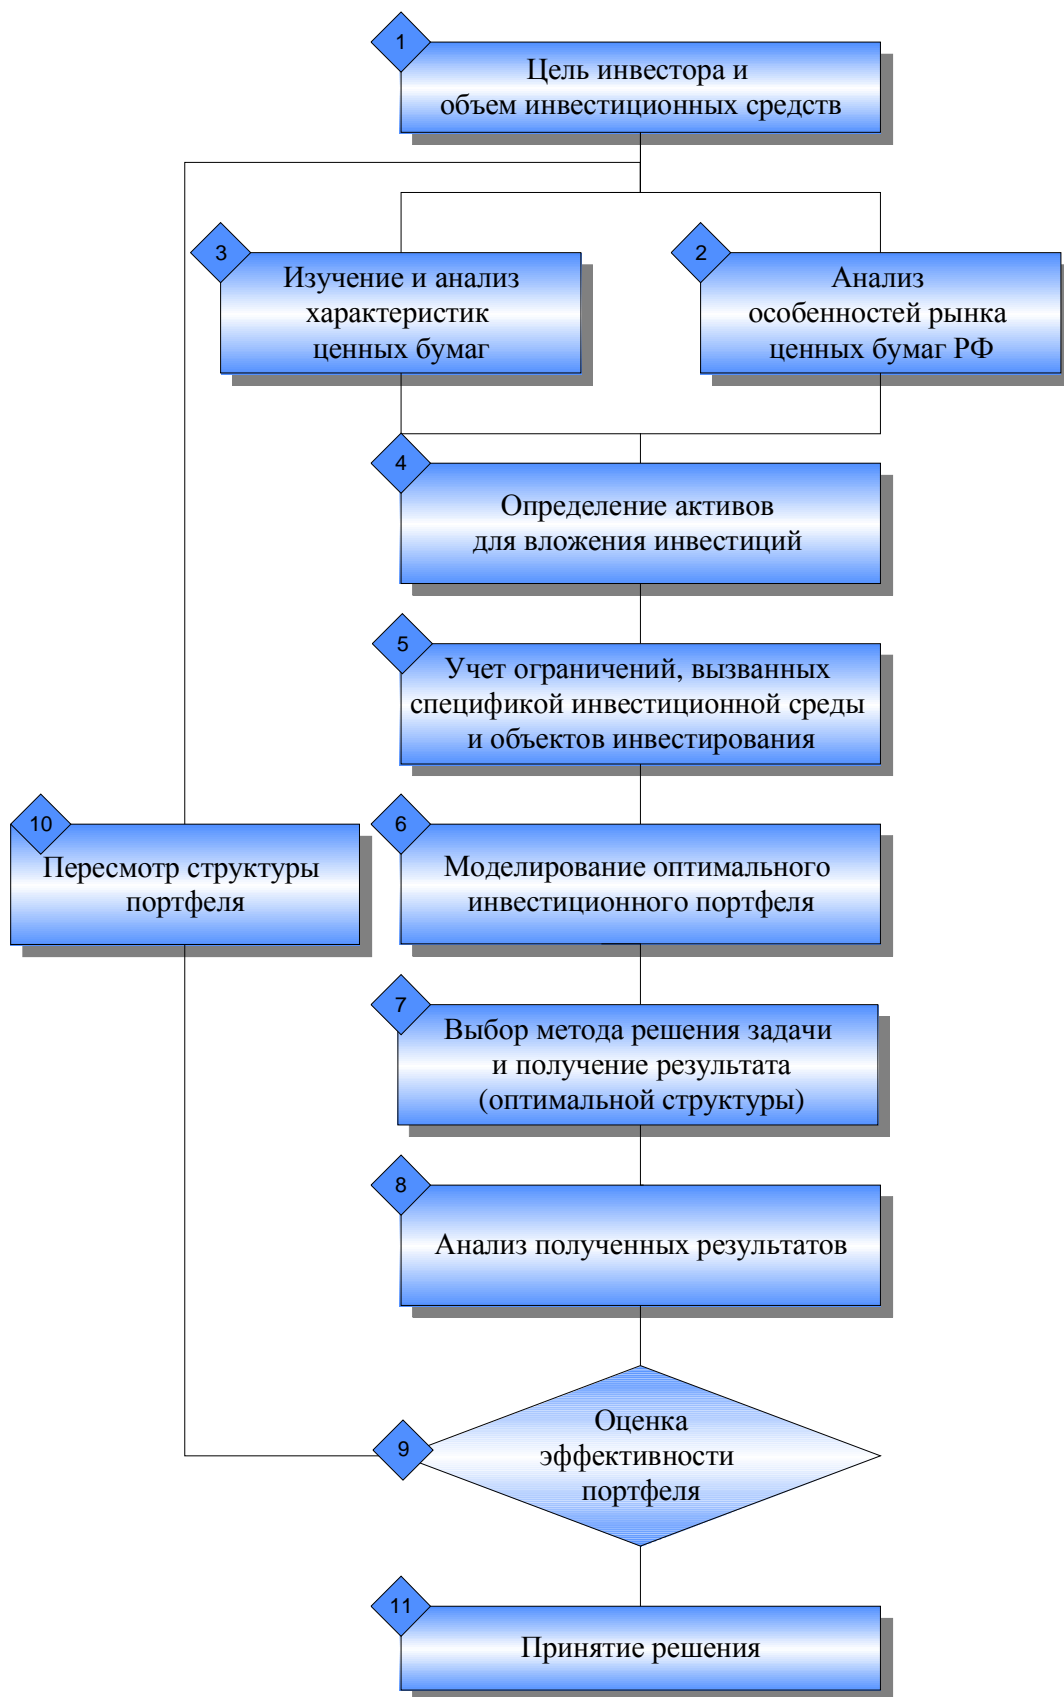 1
Цель инвестора и
объем инвестиционных средств
3
Изучение и анализ
характеристик
ценных бумаг
2
Анализ
особенностей рынка
ценных бумаг РФ
4
Определение активов
для вложения инвестиций
5
Учет ограничений, вызванных
спецификой инвестиционной среды
и объектов инвестирования
10
Пересмотр структуры
портфеля
6
Моделирование оптимального
инвестиционного портфеля
7
Выбор метода решения задачи
и получение результата
(оптимальной структуры)
8
Анализ полученных результатов
9
Оценка
эффективности
портфеля
11
Принятие решения